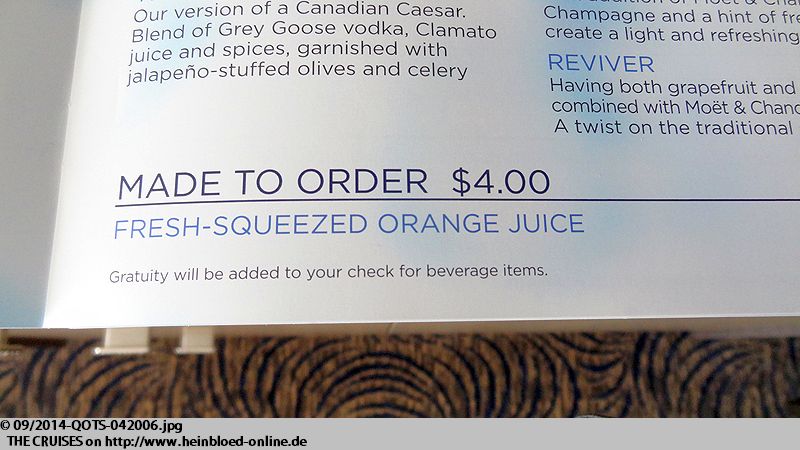 Our version of a Canadian Caesar.
Blend of Grey Goose vodka, Clamato
juice and spices, garnished with
jalapeño-stuffed olives and celery
Champagne and a hint of
create a light and refreshing
REVIVER
Having both grapefruit and
combined with Moët &
A twist on the traditional
MADE TO ORDER $4.00
FRESH-SQUEEZED ORANGE JUICE
Gratuity will be added to your check for beverage items.
© 09/2014-QOTS-042006.jpg
THE CRUISES on http://www.heinbloed-online.de